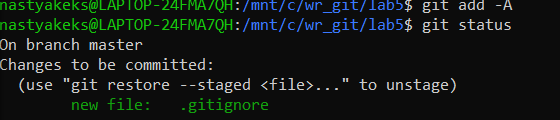 nastyakeks@LAPTOP-24FMA7QH:/mnt/c/wr_git/lab5$ git add -A
nastyakeks@LAPTOP-24FMA7QH:/mnt/c/wr_git/lab5$ git status
On branch master
Changes to be committed:
  (use "git restore --staged <file>..." to unstage)
        new file:   .gitignore